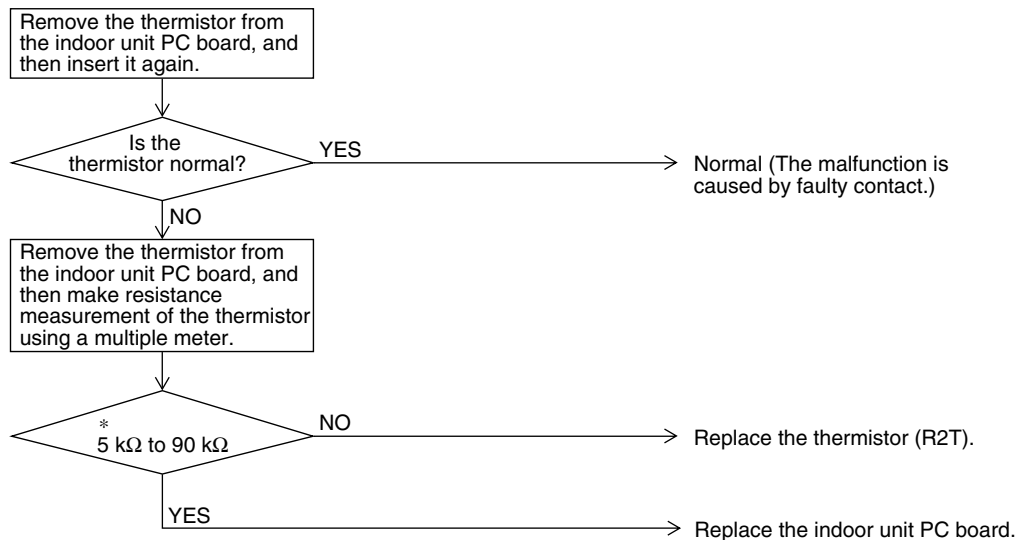 Remove the thermistor from
the indoor unit PC board, and
then insert it again.
Is the
thermistor normal?
YES
Normal (The malfunction is
caused by faulty contact.)
NO
Remove the thermistor from
the indoor unit PC board, and
then make resistance
measurement of the thermistor
using a multiple meter.
*
5 kΩ to 90 kΩ
NO
Replace the thermistor (R2T).
YES
Replace the indoor unit PC board.